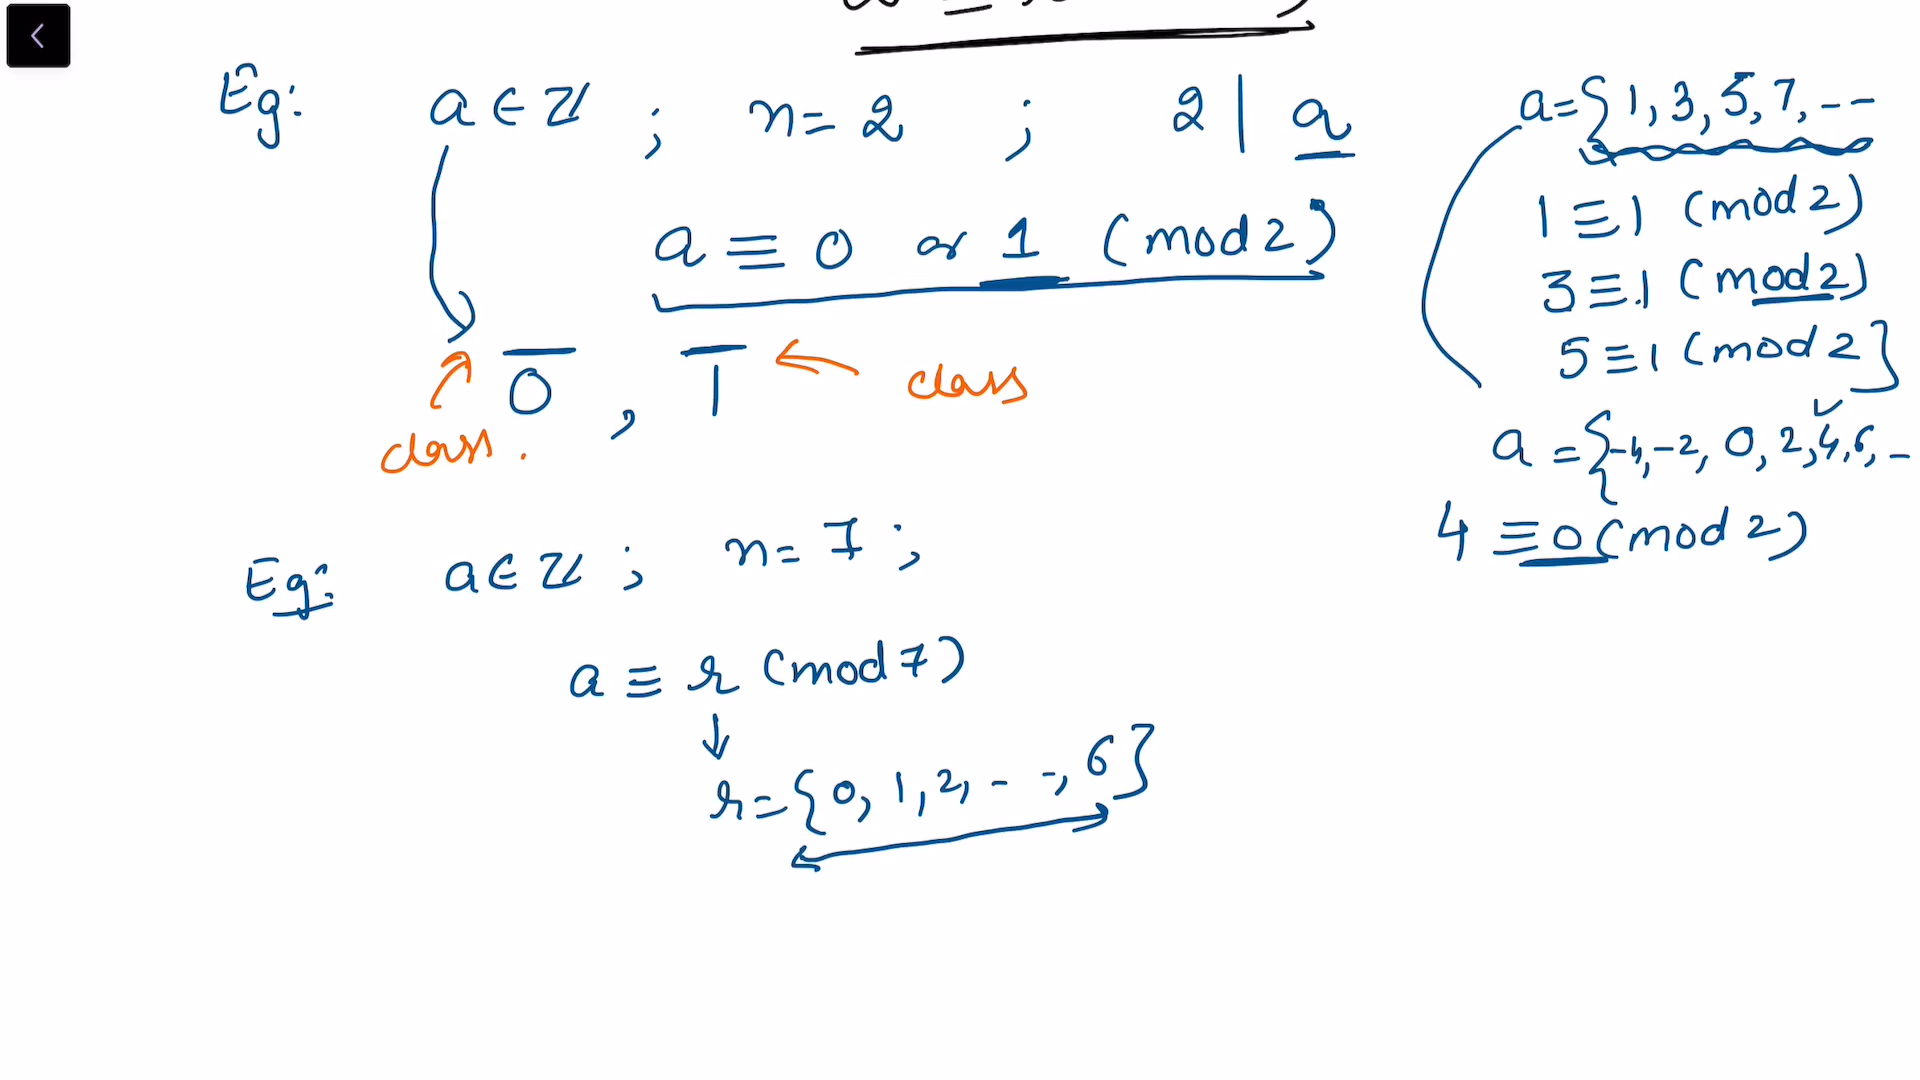 Eg: a ∈ ℤ ; n = 2 ; 2 | a
a ≡ 0 or 1 (mod 2)
0̅ , 1̅ class
class.
a = { 1, 3, 5, 7, --
1 ≡ 1 (mod 2)
3 ≡ 1 (mod 2)
5 ≡ 1 (mod 2) }
a = { -4, -2, 0, 2, 4, 6, -
4 ≡ 0 (mod 2)
Eg: a ∈ ℤ ; n = 7 ;
a ≡ r (mod 7)
r = { 0, 1, 2, - - , 6 }